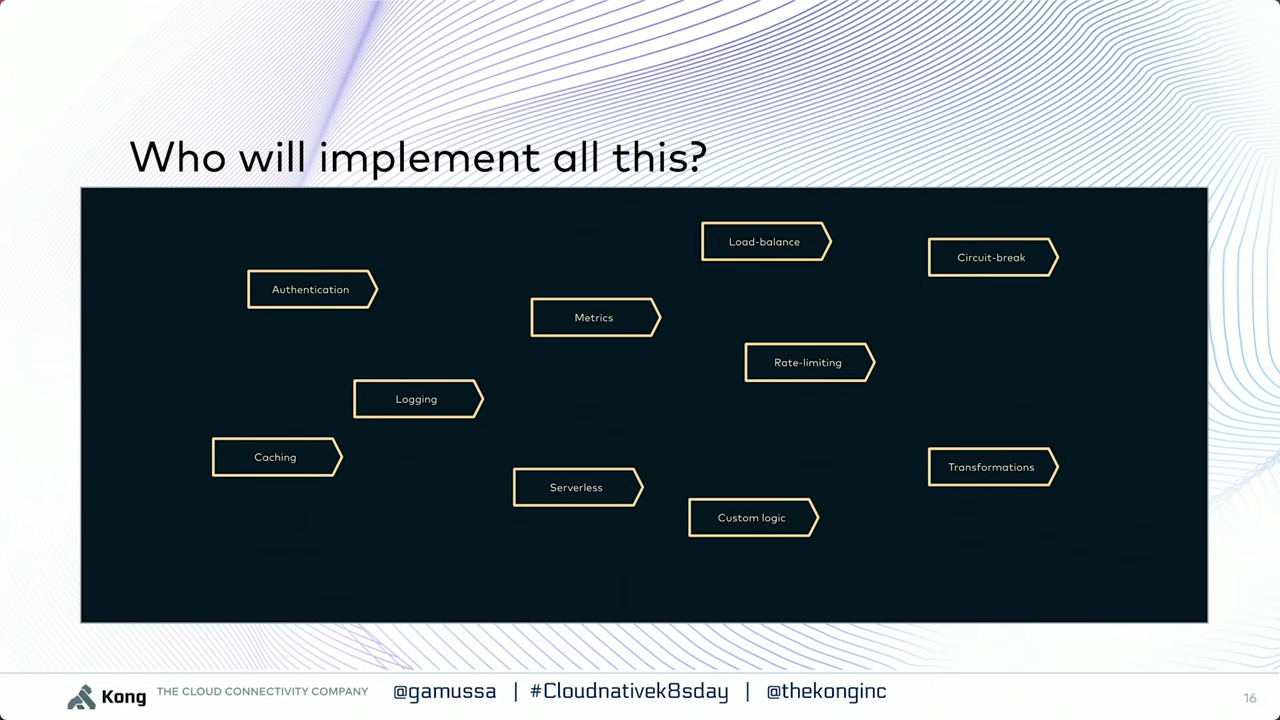 Who will implement all this?
Load-balance
Circuit-break
Authentication
Metrics
Rate-limiting
Logging
Caching
Transformations
Serverless
Custom logic
Kong THE CLOUD CONNECTIVITY COMPANY @gamussa | #Cloudnativek8sday | @thekonginc 16